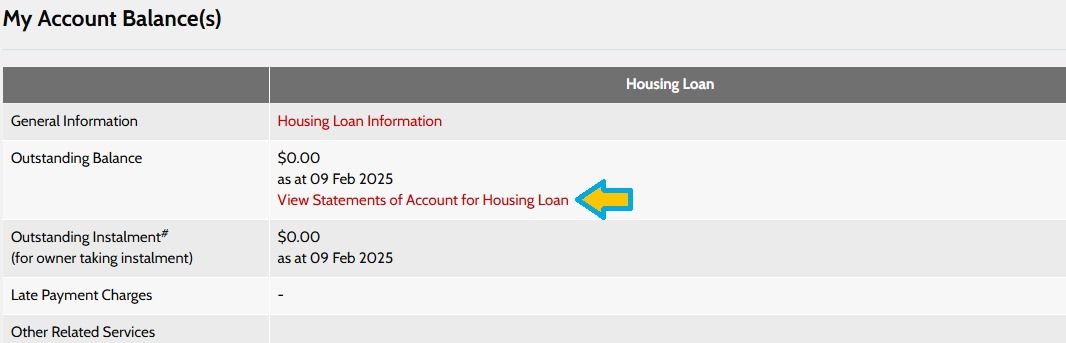 My Account Balance(s)
Housing Loan
General Information
Housing Loan Information
Outstanding Balance
$0.00
as at 09 Feb 2025
View Statements of Account for Housing Loan
Outstanding Instalment#
(for owner taking instalment)
$0.00
as at 09 Feb 2025
Late Payment Charges
-
Other Related Services